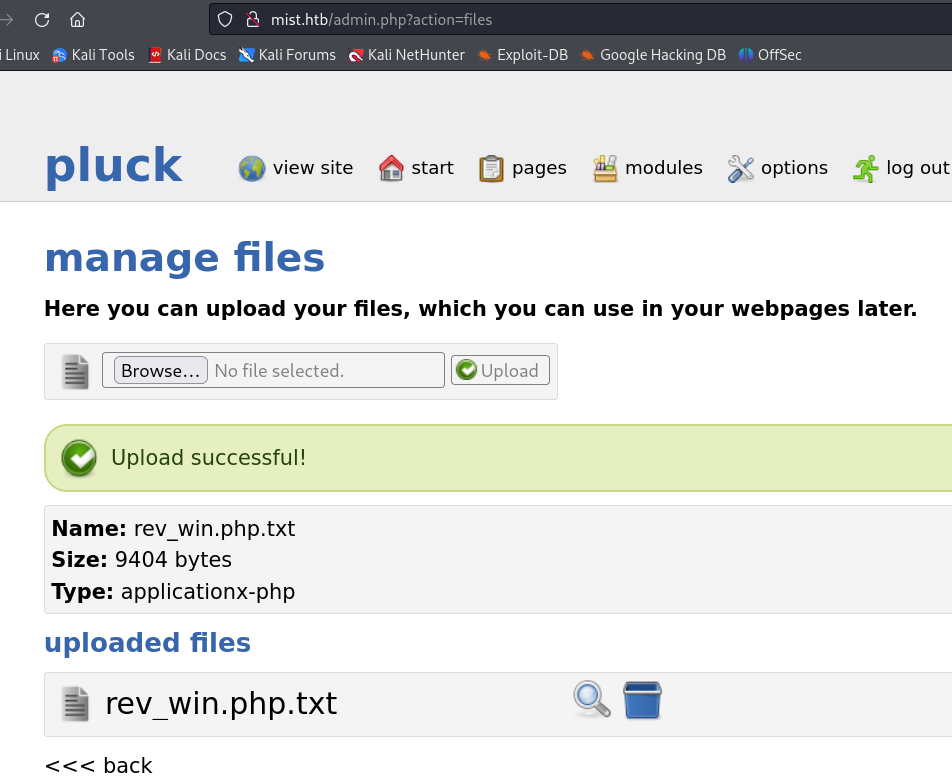 mist.htb/admin.php?action=files
i Linux Kali Tools Kali Docs Kali Forums Kali NetHunter Exploit-DB Google Hacking DB OffSec
pluck view site start pages modules options log out
manage files
Here you can upload your files, which you can use in your webpages later.
Browse... No file selected. Upload
Upload successful!
Name: rev_win.php.txt
Size: 9404 bytes
Type: applicationx-php
uploaded files
rev_win.php.txt
<<< back